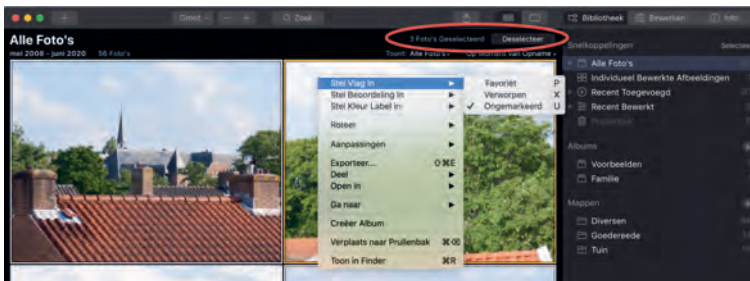 Groot
Zoek
Bibliotheek
Bewerken
Info
Alle Foto's
mei 2008 - juni 2020 56 Foto's
3 Foto's Geselecteerd
Deselecteer
Toont: Alle Foto's
Op Moment van Opname
Stel Vlag In
Stel Beoordeling In
Stel Kleur Label In
Roteer
Aanpassingen
Exporteer... ⇧⌘E
Deel
Open in
Ga naar
Creëer Album
Verplaats naar Prullenbak ⌘⌫
Toon in Finder ⌘R
Favoriet P
Verworpen X
✓ Ongemarkeerd U
Snelkoppelingen
Alle Foto's
Individueel Bewerkte Afbeeldingen
Recent Toegevoegd
Recent Bewerkt
Albums
Voorbeelden
Familie
Mappen
Diversen
Goedereede
Tuin